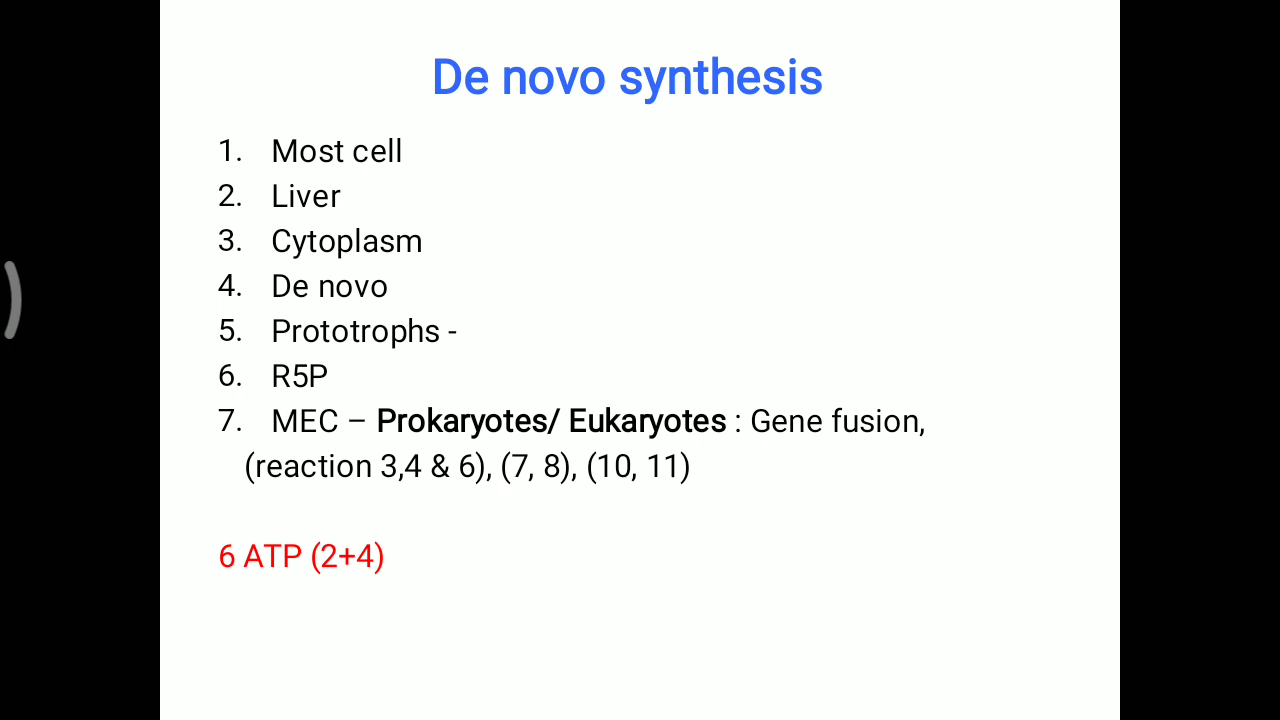 De novo synthesis
1. Most cell
2. Liver
3. Cytoplasm
4. De novo
5. Prototrophs -
6. R5P
7. MEC – Prokaryotes/ Eukaryotes : Gene fusion,
(reaction 3,4 & 6), (7, 8), (10, 11)
6 ATP (2+4)